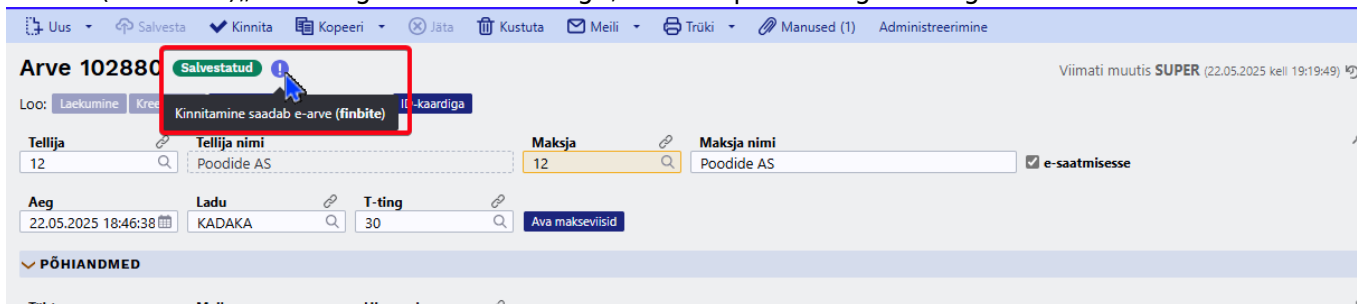 Uus Salvesta Kinnita Kopeeri Jäta Kustuta Meili Trüki Manused (1) Administreerimine
Arve 102880 Salvestatud Viimati muutis SUPER (22.05.2025 kell 19:19:49)
Loo: Laekumine Kinnitamine saadab e-arve (finbite) ID-kaardiga
Tellija Tellija nimi Maksja Maksja nimi
12 Poodide AS 12 Poodide AS e-saatmisesse
Aeg Ladu T-ting
22.05.2025 18:46:38 KADAKA 30 Ava makseviisid
PÕHIANDMED